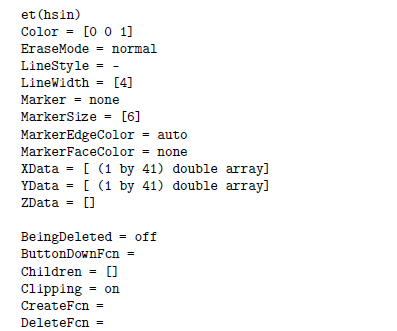 et(hsin)
Color = [0 0 1]
EraseMode = normal
LineStyle = -
LineWidth = [4]
Marker = none
MarkerSize = [6]
MarkerEdgeColor = auto
MarkerFaceColor = none
XData = [ (1 by 41) double array]
YData = [ (1 by 41) double array]
ZData = []
BeingDeleted = off
ButtonDownFcn =
Children = []
Clipping = on
CreateFcn =
DeleteFcn =